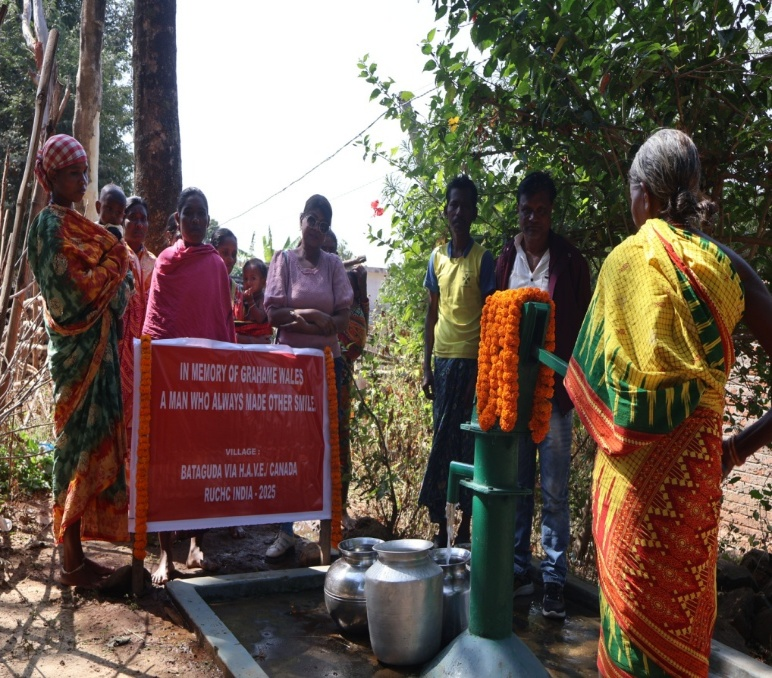 IN MEMORY OF GRAHAME WALES
A MAN WHO ALWAYS MADE OTHER SMILE.
VILLAGE :
BATAGUDA VIA H.A.V.E./ CANADA
RUCHC INDIA - 2025